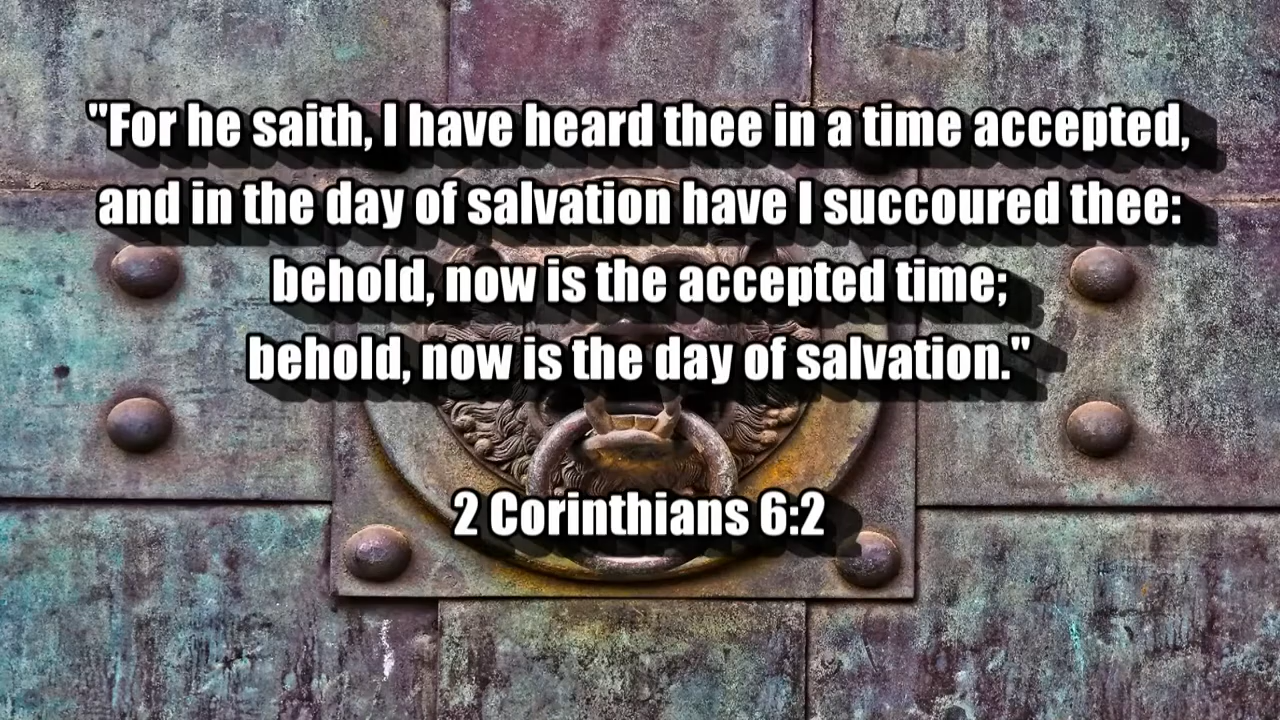 "For he saith, I have heard thee in a time accepted,
and in the day of salvation have I succoured thee:
behold, now is the accepted time;
behold, now is the day of salvation."
2 Corinthians 6:2